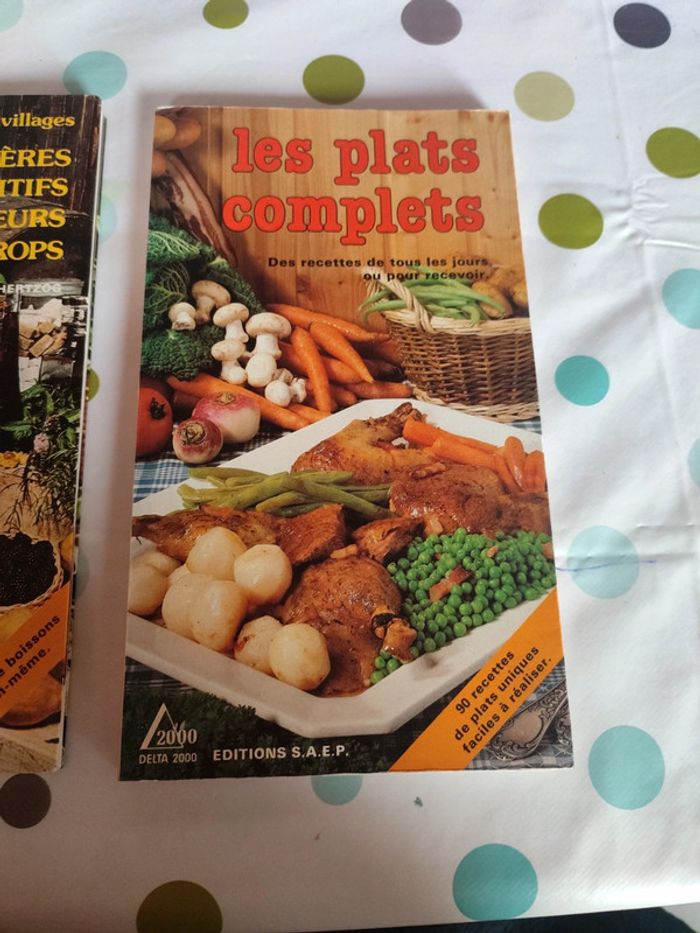 villages
ÈRES
ITIFS
EURS
ROPS
HERTZOG
boissons
-même.
les plats
complets
Des recettes de tous les jours
ou pour recevoir.
90 recettes
de plats uniques
faciles à réaliser.
2000
DELTA 2000
EDITIONS S.A.E.P.